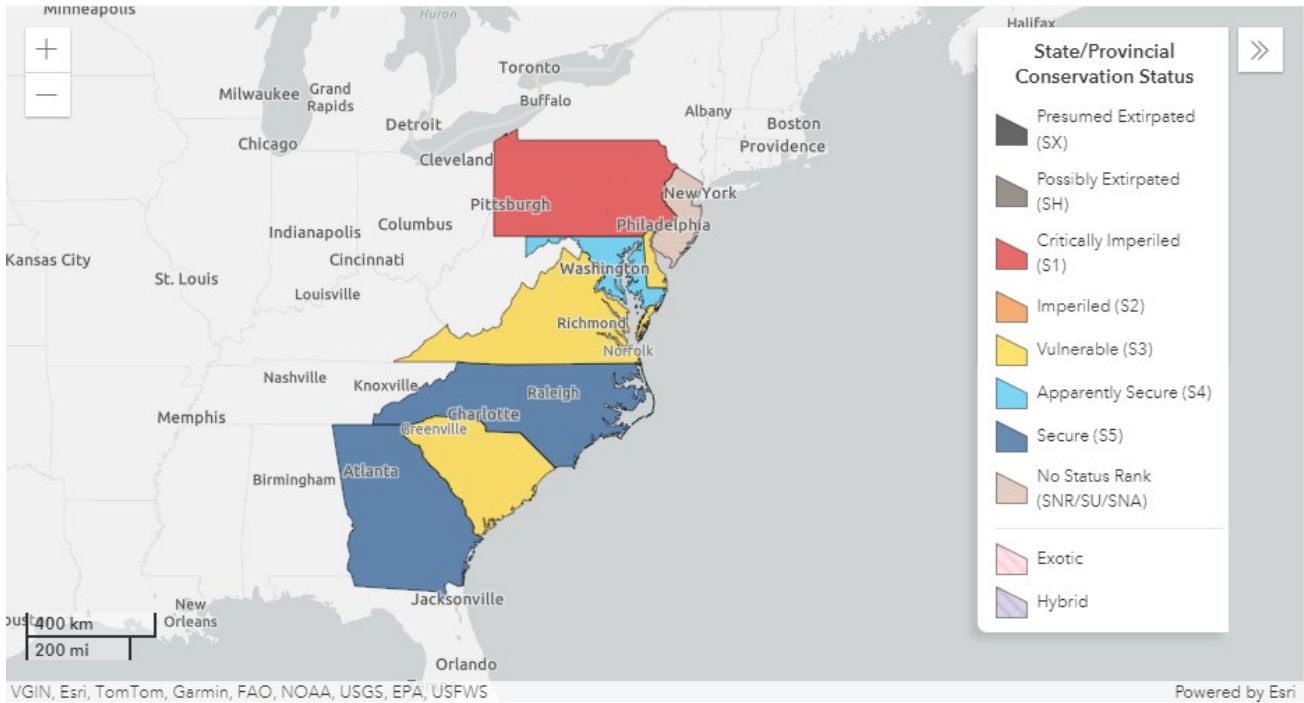 Minneapolis
Huron
Halifax
Toronto
Milwaukee
Grand
Rapids
Buffalo
Albany
Detroit
Boston
Chicago
Providence
Cleveland
New York
Pittsburgh
Columbus
Philadelphia
Indianapolis
Kansas City
Cincinnati
Washington
St. Louis
Louisville
Richmond
Norfolk
Nashville
Knoxville
Raleigh
Memphis
Charlotte
Greenville
Atlanta
Birmingham
Jacksonville
New
Orleans
Orlando
+
−
State/Provincial
Conservation Status
Presumed Extirpated
(SX)
Possibly Extirpated
(SH)
Critically Imperiled
(S1)
Imperiled (S2)
Vulnerable (S3)
Apparently Secure (S4)
Secure (S5)
No Status Rank
(SNR/SU/SNA)
Exotic
Hybrid
400 km
200 mi
VGIN, Esri, TomTom, Garmin, FAO, NOAA, USGS, EPA, USFWS
Powered by Esri